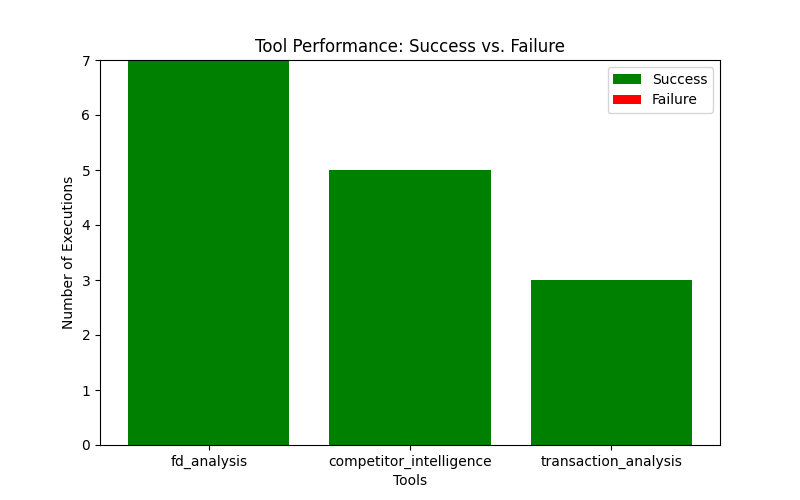 Tool Performance: Success vs. Failure
Success
Failure
7
6
5
4
3
2
1
0
Number of Executions
fd_analysis
competitor_intelligence
transaction_analysis
Tools